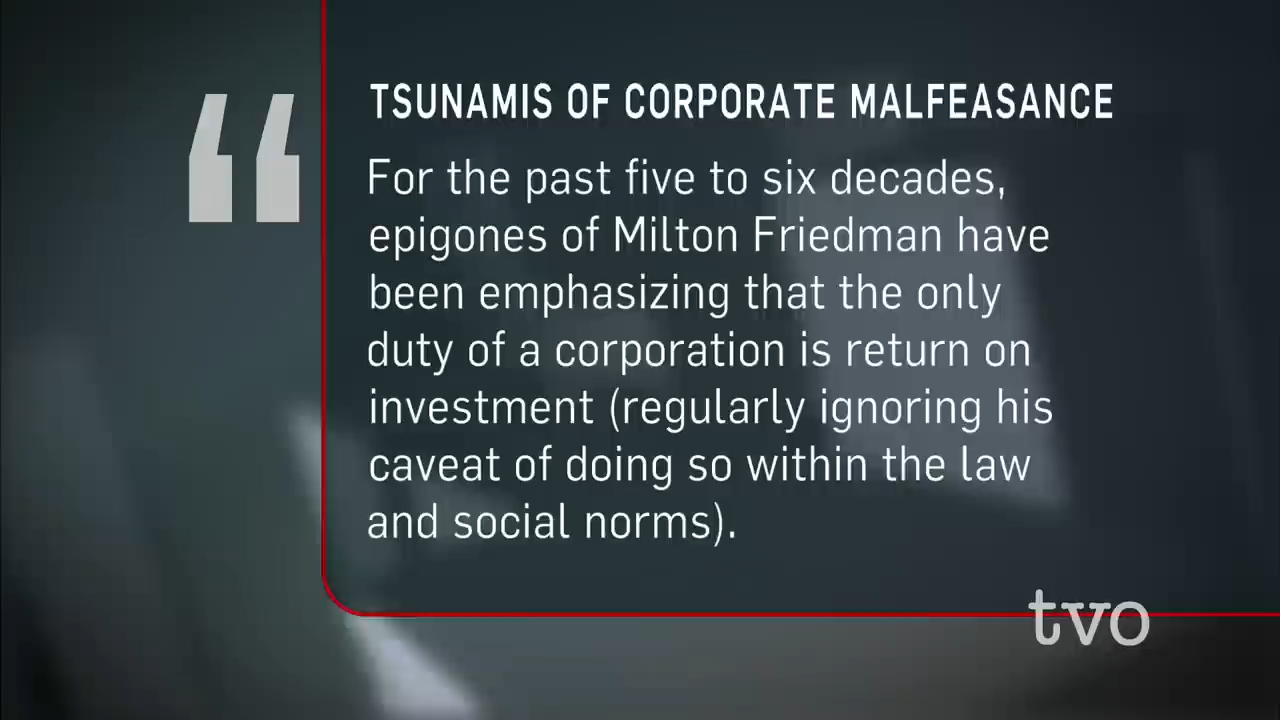 “
TSUNAMIS OF CORPORATE MALFEASANCE
For the past five to six decades,
epigones of Milton Friedman have
been emphasizing that the only
duty of a corporation is return on
investment (regularly ignoring his
caveat of doing so within the law
and social norms).
tvo